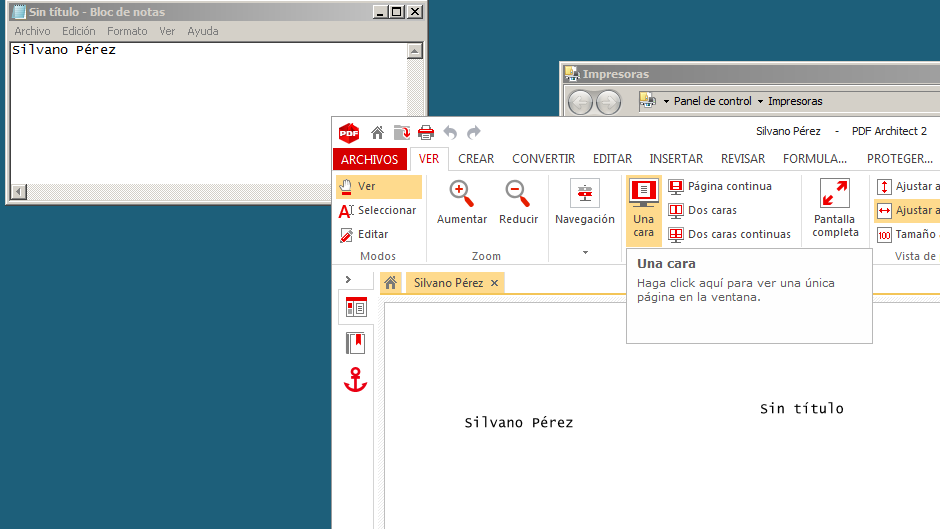 Sin título - Bloc de notas
Archivo Edición Formato Ver Ayuda
Silvano Pérez
Impresoras
Panel de control Impresoras
PDF
Silvano Pérez - PDF Architect 2
ARCHIVOS VER CREAR CONVERTIR EDITAR INSERTAR REVISAR FORMULA... PROTEGER...
Ver
Seleccionar
Editar
Modos
Aumentar Reducir
Zoom
Navegación
Una
cara
Página continua
Dos caras
Dos caras continuas
Pantalla
completa
Ajustar a
Ajustar a
100 Tamaño
Vista de
Una cara
Haga click aquí para ver una única
página en la ventana.
Silvano Pérez
Sin título
Silvano Pérez